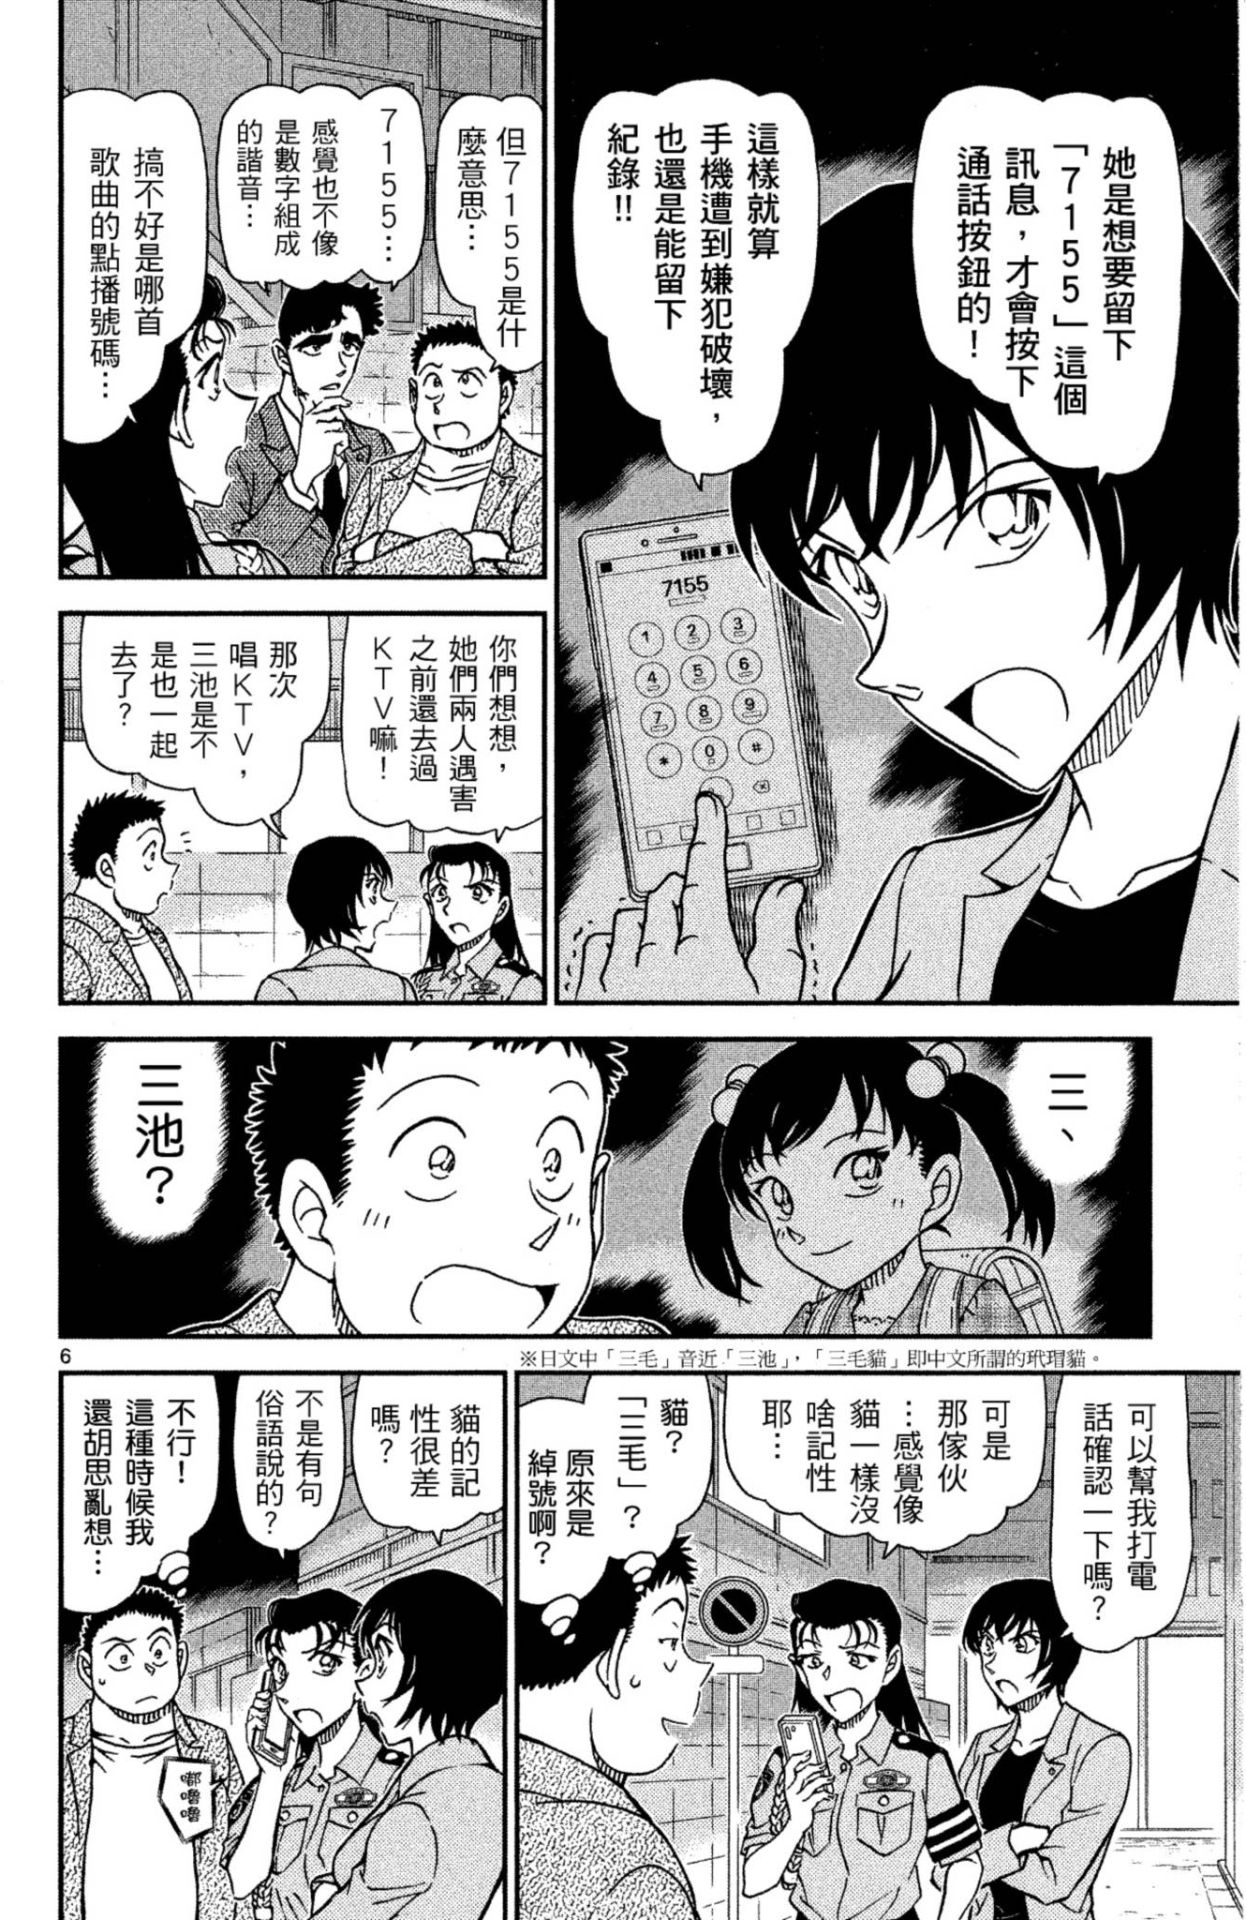 她是想要留下
「7155」這個
訊息，才會按下
通話按鈕的！
這樣就算
手機遭到嫌犯破壞，
也還是能留下
紀錄!!
7155
1 2 3
4 5 6
7 8 9
* 0 #
但7155是什
麼意思…
7155…
感覺也不像
是數字組成
的諧音…
搞不好是哪首
歌曲的點播號碼…
你們想想，
她們兩人遇害
之前還去過
KTV嘛！
那次
唱KTV，
三池是不
是也一起
去了？
三、
三池？
6
※日文中「三毛」音近「三池」，「三毛貓」即中文所謂的玳瑁貓。
可以幫我打電
話確認一下嗎？
可是
那傢伙
…感覺像
貓一樣沒
啥記性
耶…
貓？
「三毛」？
原來是
綽號啊？
貓的記
性很差
嗎？
不是有句
俗語說的？
不行！
這種時候我
還胡思亂想…
嘟嚕嚕